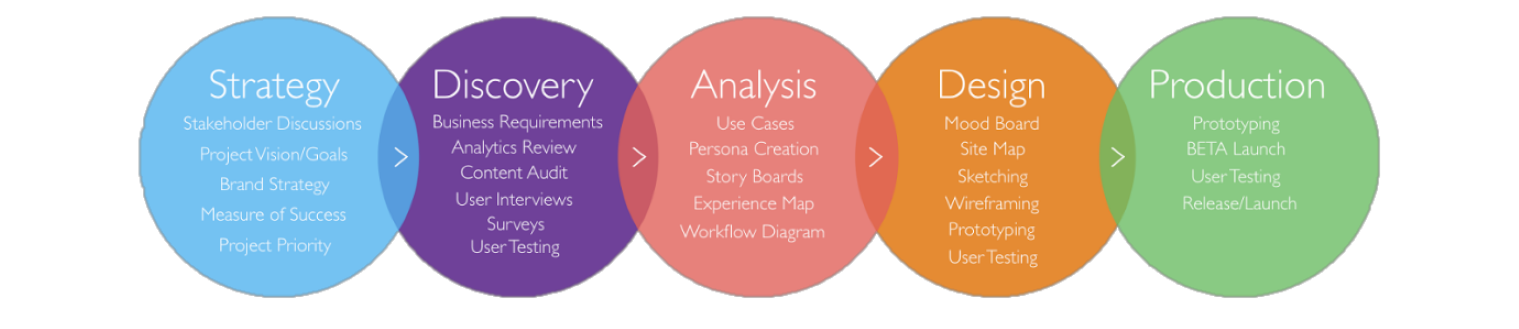 Strategy
Stakeholder Discussions
Project Vision/Goals
Brand Strategy
Measure of Success
Project Priority
>
Discovery
Business Requirements
Analytics Review
Content Audit
User Interviews
Surveys
User Testing
>
Analysis
Use Cases
Persona Creation
Story Boards
Experience Map
Workflow Diagram
>
Design
Mood Board
Site Map
Sketching
Wireframing
Prototyping
User Testing
>
Production
Prototyping
BETA Launch
User Testing
Release/Launch